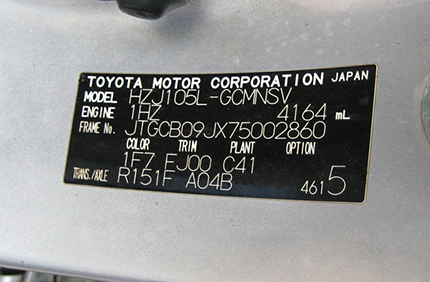 TOYOTA MOTOR CORPORATION JAPAN
MODEL HZJ105L-GCMNSV
ENGINE 1HZ 4164 mL
FRAME No. JTGCB09JX75002860
COLOR TRIM PLANT OPTION
1F7 FJ00 C41
TRANS./AXLE R151F A04B 4615